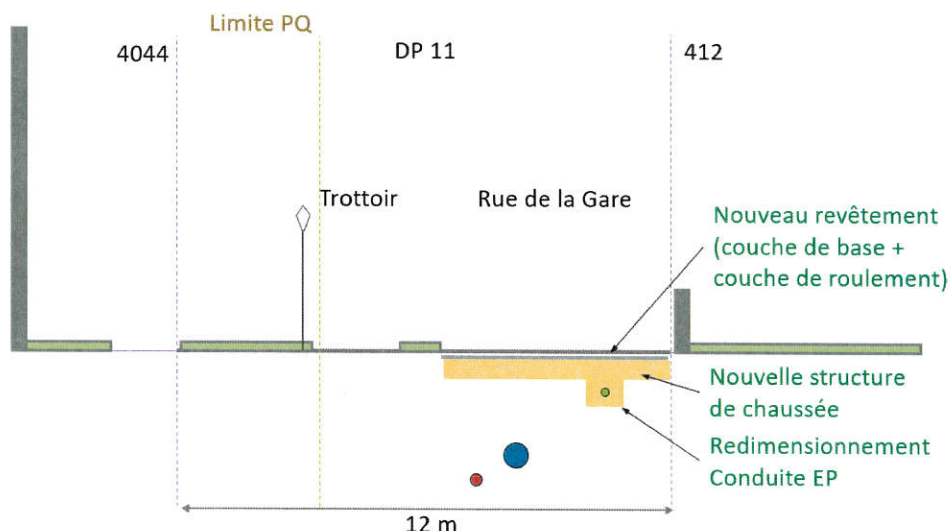 Limite PQ
4044
DP 11
412
Trottoir
Rue de la Gare
Nouveau revêtement
(couche de base +
couche de roulement)
Nouvelle structure
de chaussée
Redimensionnement
Conduite EP
12 m